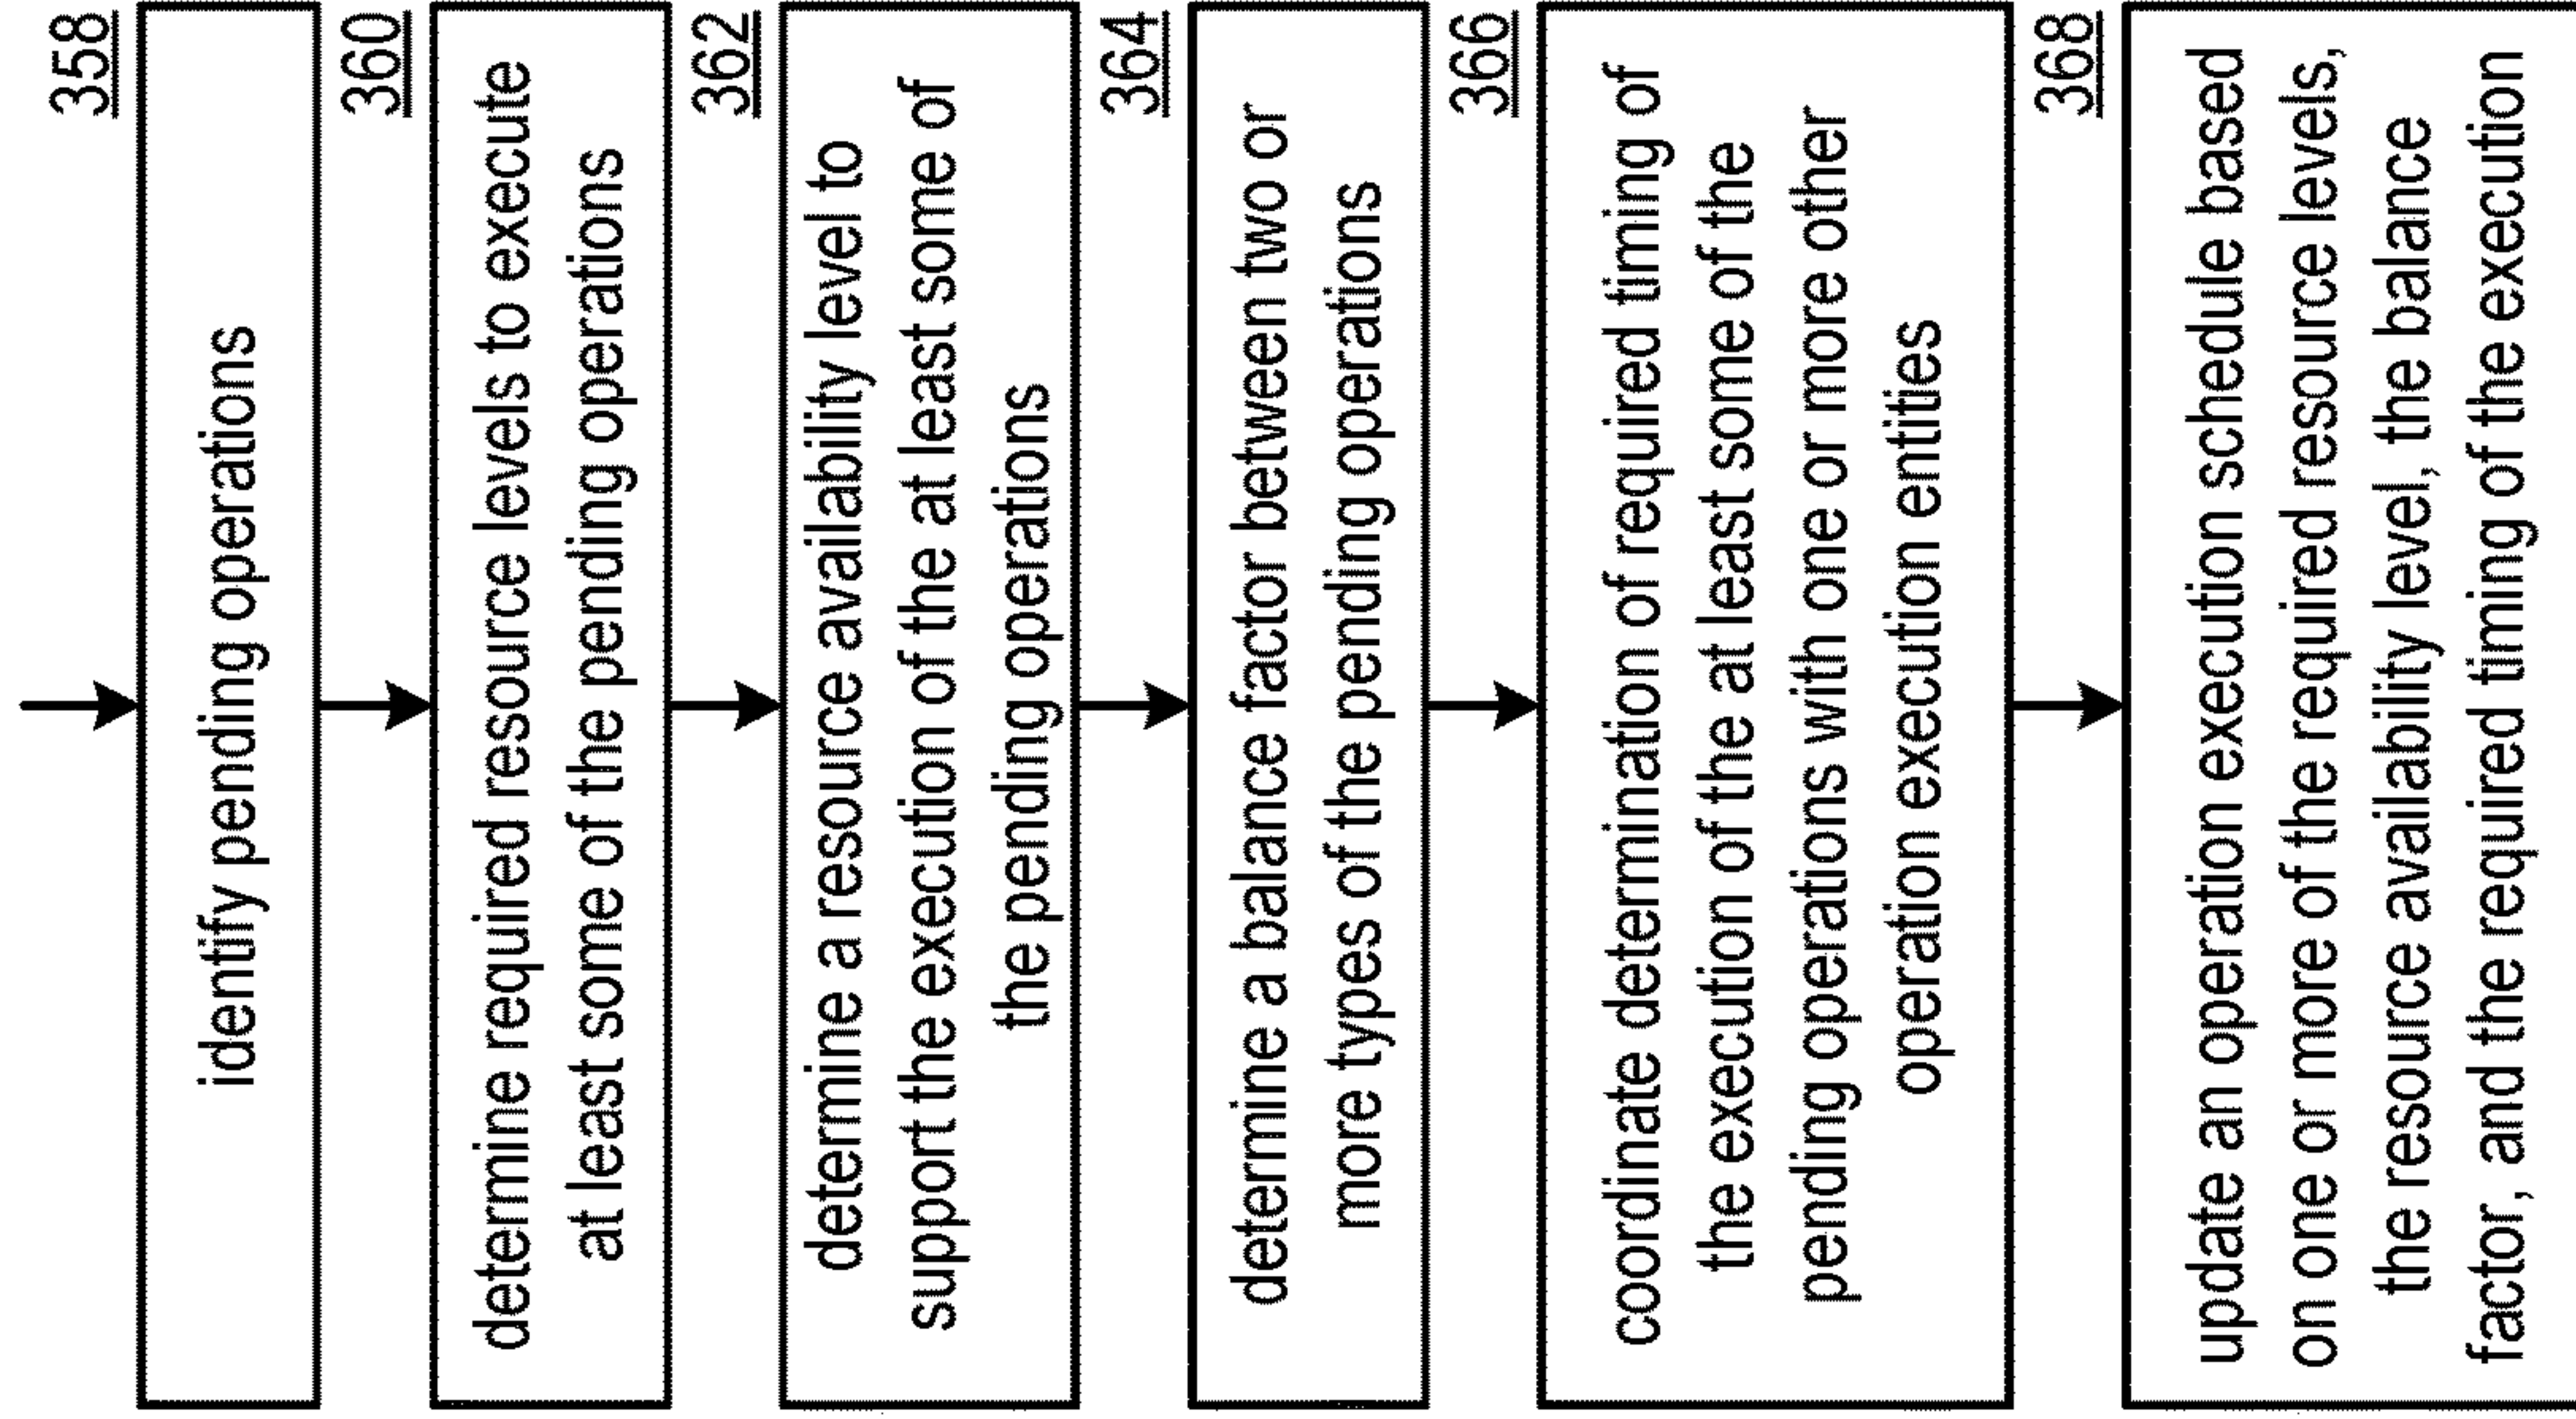 358
identify pending operations
360
determine required resource levels to execute
at least some of the pending operations
362
determine a resource availability level to
support the execution of the at least some of
the pending operations
364
determine a balance factor between two or
more types of the pending operations
366
coordinate determination of required timing of
the execution of the at least some of the
pending operations with one or more other
operation execution entities
368
update an operation execution schedule based
on one or more of the required resource levels,
the resource availability level, the balance
factor, and the required timing of the execution